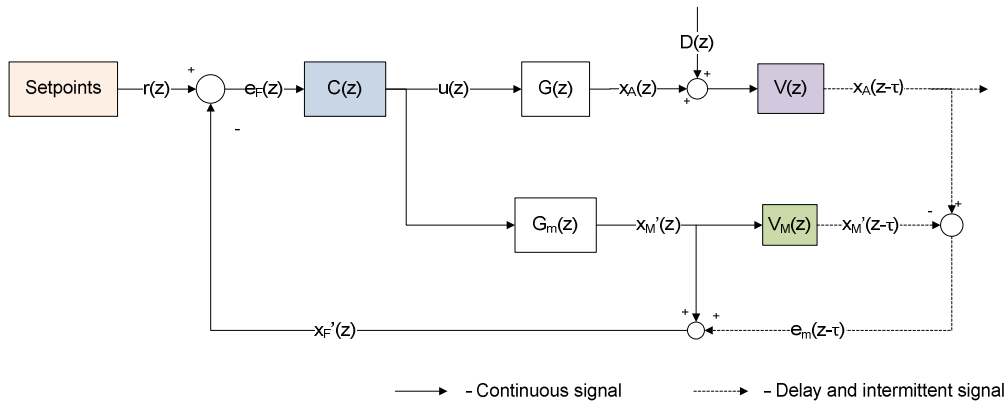 D(z)
Setpoints
r(z)
+
-
e_F(z)
C(z)
u(z)
G(z)
x_A(z)
+
+
V(z)
x_A(z-τ)
G_m(z)
x_M'(z)
V_M(z)
x_M'(z-τ)
-
+
x_F'(z)
+
+
e_m(z-τ)
- Continuous signal
- Delay and intermittent signal